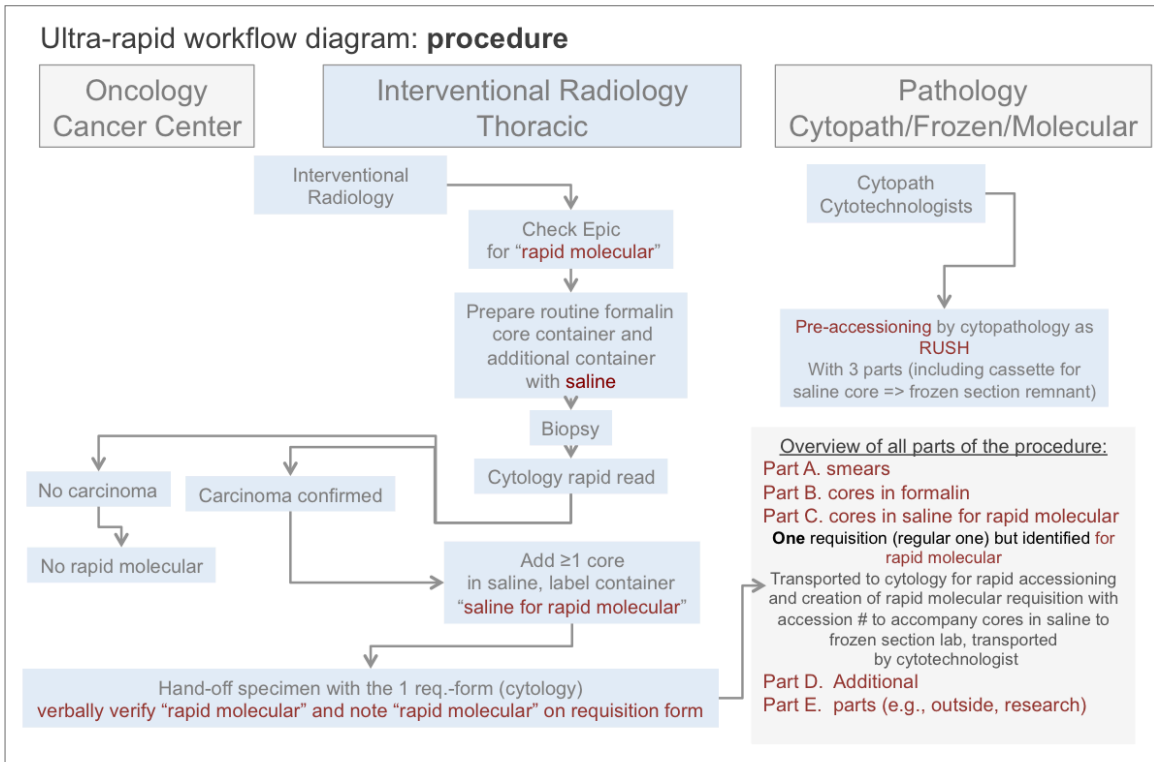 Ultra-rapid workflow diagram: procedure
Oncology
Cancer Center
Interventional Radiology
Thoracic
Pathology
Cytopath/Frozen/Molecular
Interventional
Radiology
Check Epic
for “rapid molecular”
Prepare routine formalin
core container and
additional container
with saline
Biopsy
Cytology rapid read
No carcinoma
Carcinoma confirmed
No rapid molecular
Add ≥1 core
in saline, label container
“saline for rapid molecular”
Hand-off specimen with the 1 req.-form (cytology)
verbally verify “rapid molecular” and note “rapid molecular” on requisition form
Cytopath
Cytotechnologists
Pre-accessioning by cytopathology as
RUSH
With 3 parts (including cassette for
saline core => frozen section remnant)
Overview of all parts of the procedure:
Part A. smears
Part B. cores in formalin
Part C. cores in saline for rapid molecular
One requisition (regular one) but identified for
rapid molecular
Transported to cytology for rapid accessioning
and creation of rapid molecular requisition with
accession # to accompany cores in saline to
frozen section lab, transported
by cytotechnologist
Part D. Additional
Part E. parts (e.g., outside, research)